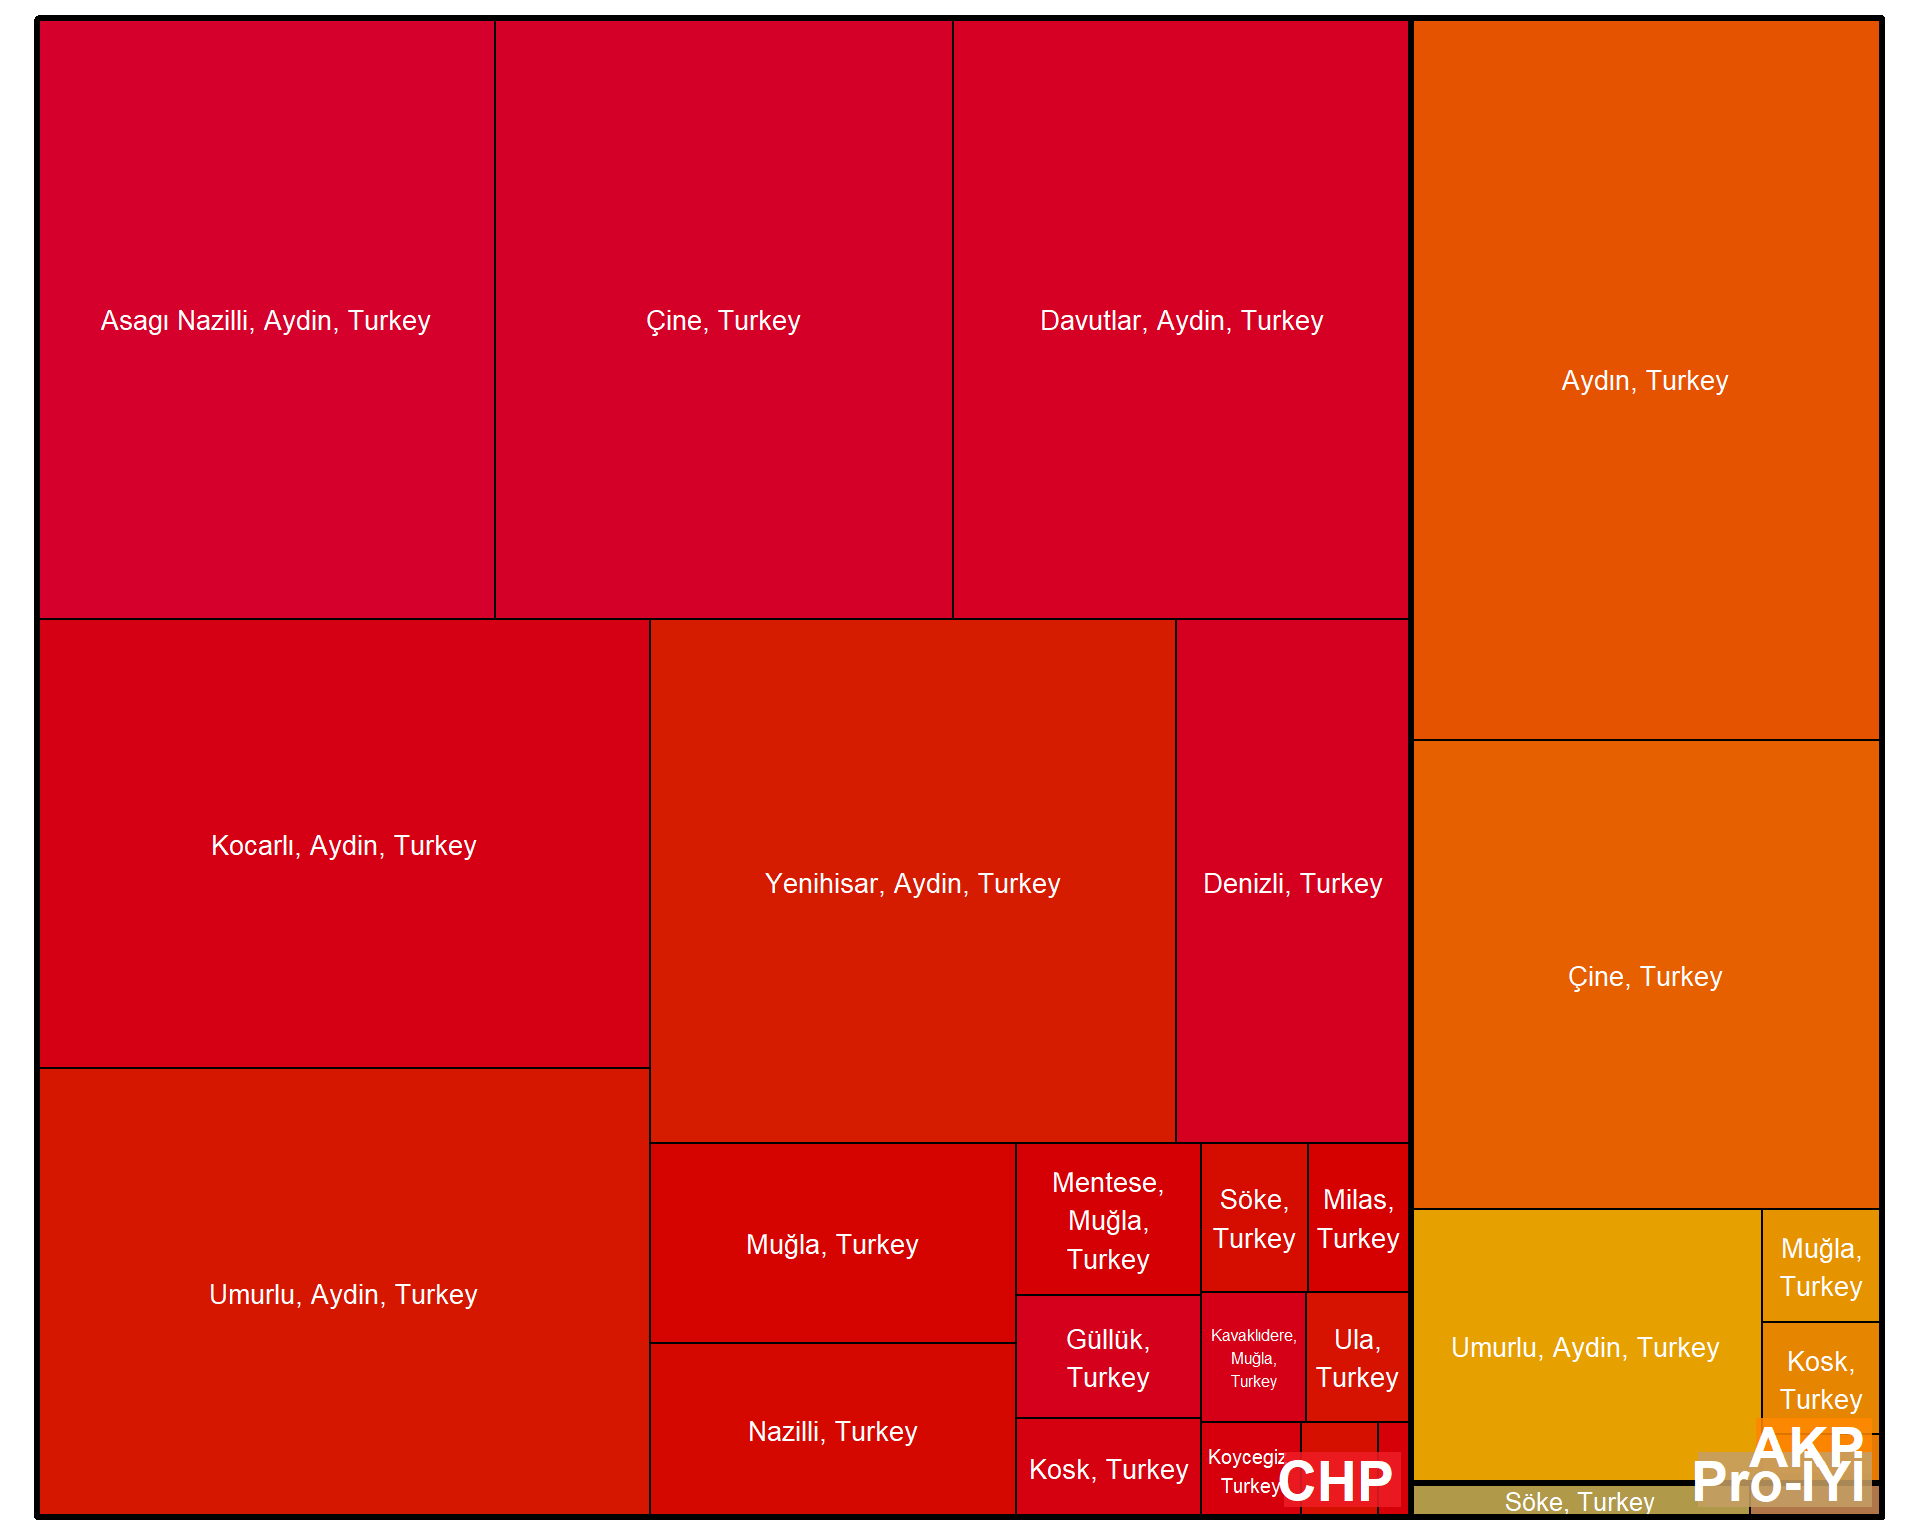 Asagı Nazilli, Aydin, Turkey
Çine, Turkey
Davutlar, Aydin, Turkey
Aydın, Turkey
Kocarlı, Aydin, Turkey
Yenihisar, Aydin, Turkey
Denizli, Turkey
Çine, Turkey
Umurlu, Aydin, Turkey
Muğla, Turkey
Nazilli, Turkey
Mentese,
Muğla,
Turkey
Güllük,
Turkey
Kosk, Turkey
Söke,
Turkey
Milas,
Turkey
Kavaklıdere,
Muğla,
Turkey
Ula,
Turkey
Koycegiz,
Turkey
CHP
Umurlu, Aydin, Turkey
Muğla,
Turkey
Kosk,
Turkey
AKP
Pro-İYİ
Söke, Turkey